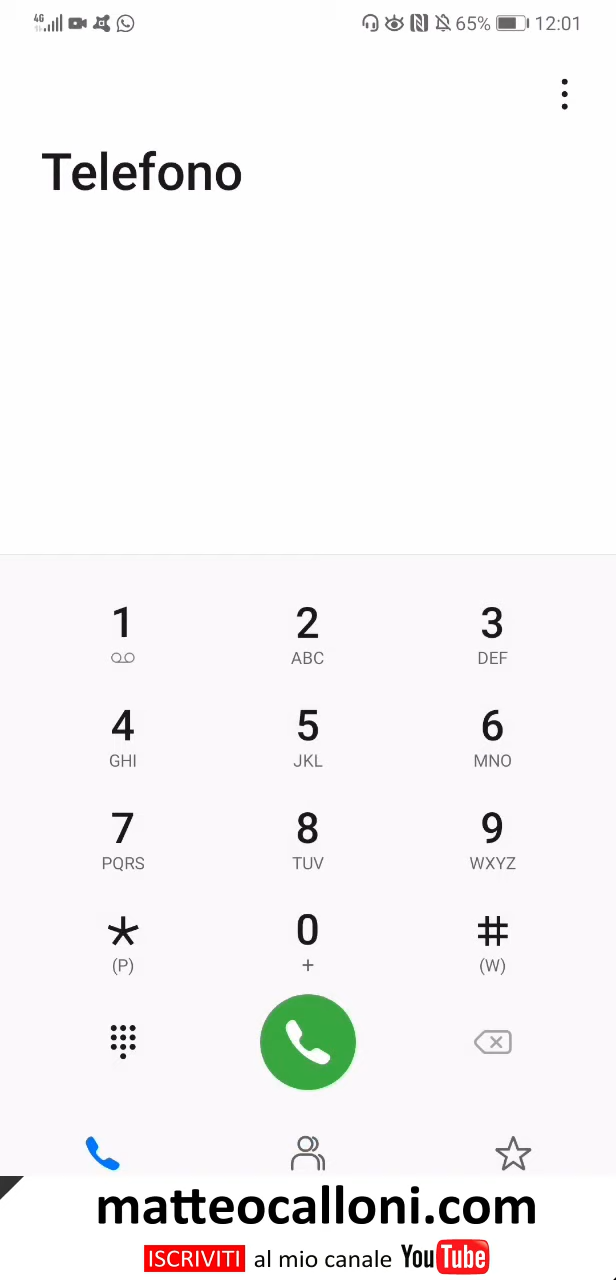 4G 65% 12:01
Telefono
1 2 3
ABC DEF
4 5 6
GHI JKL MNO
7 8 9
PQRS TUV WXYZ
* 0 #
(P) + (W)
matteocalloni.com
ISCRIVITI al mio canale YouTube